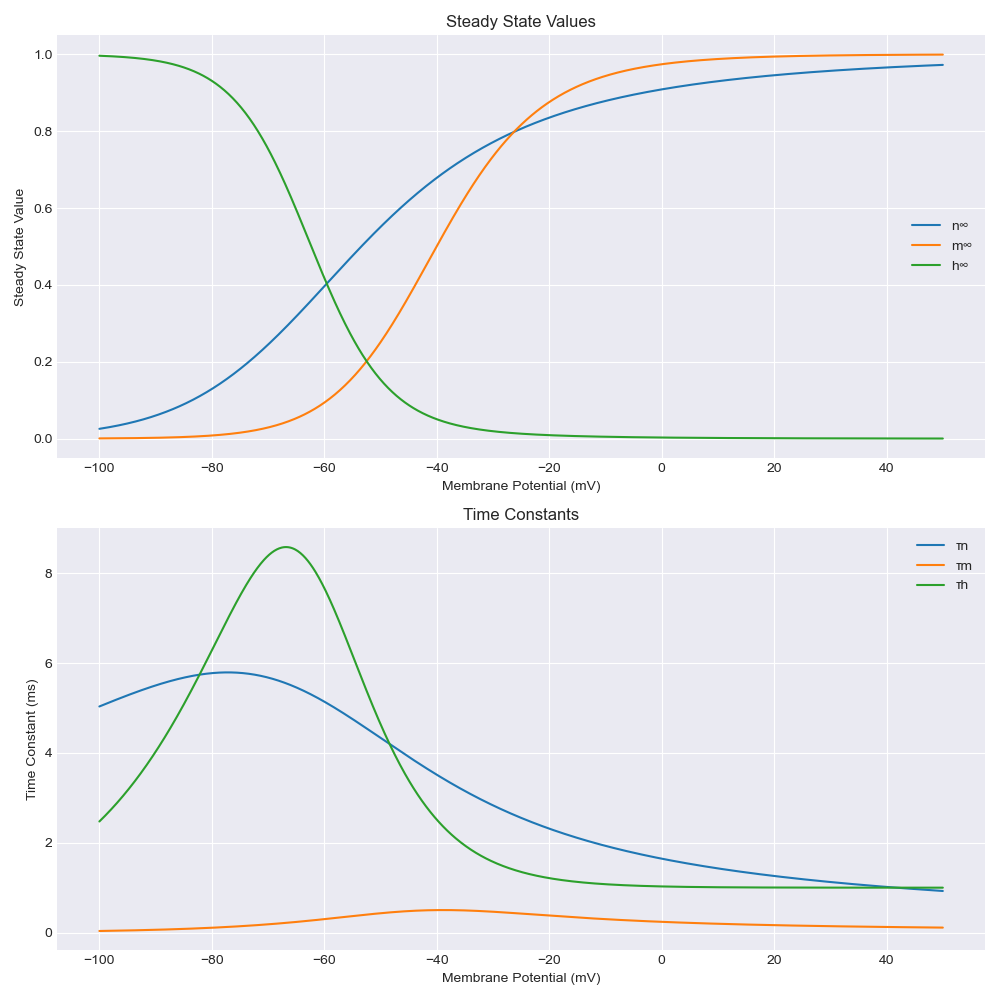 Steady State Values
1.0
0.8
0.6
0.4
0.2
0.0
Steady State Value
n∞
m∞
h∞
−100 −80 −60 −40 −20 0 20 40
Membrane Potential (mV)
Time Constants
8
6
4
2
0
Time Constant (ms)
τn
τm
τh
−100 −80 −60 −40 −20 0 20 40
Membrane Potential (mV)